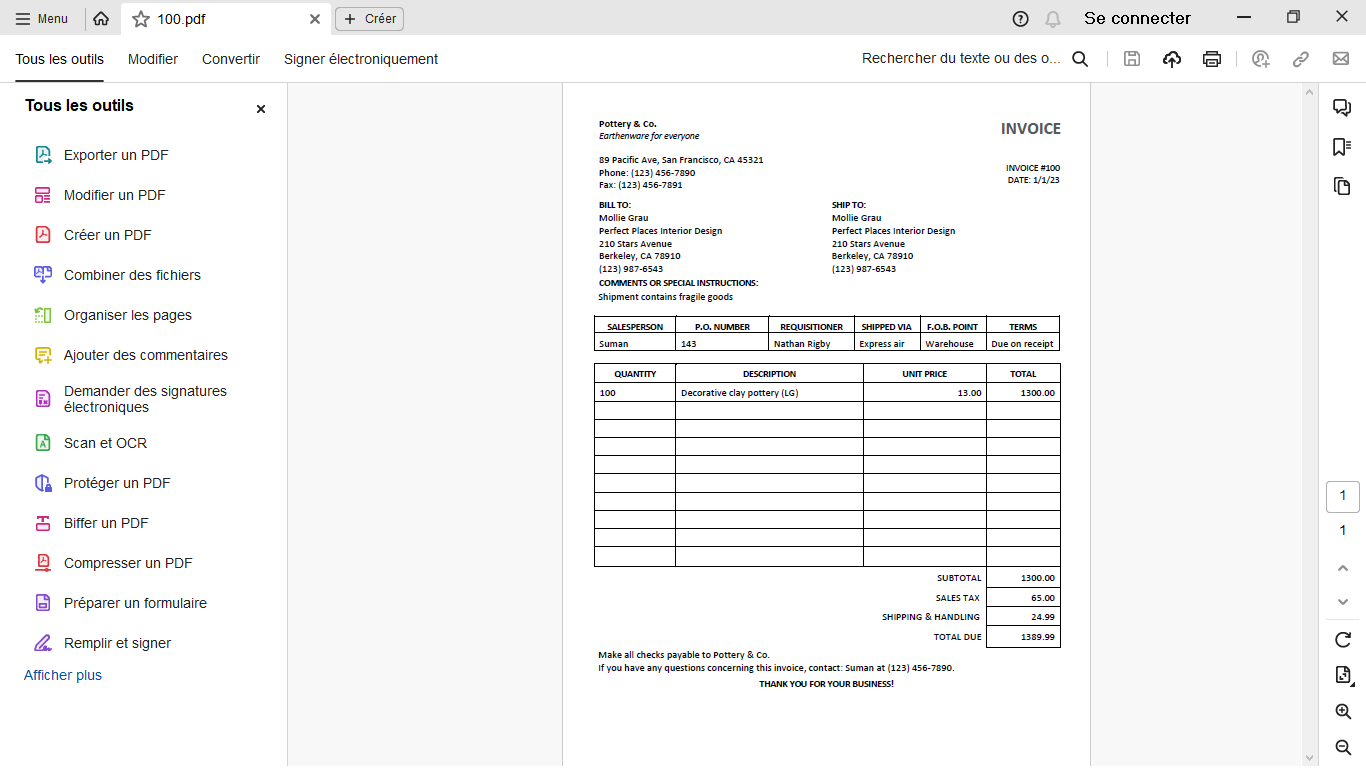 Menu
100.pdf
Créer
Se connecter
Tous les outils
Modifier
Convertir
Signer électroniquement
Rechercher du texte ou des o...
Tous les outils
Exporter un PDF
Modifier un PDF
Créer un PDF
Combiner des fichiers
Organiser les pages
Ajouter des commentaires
Demander des signatures
électroniques
Scan et OCR
Protéger un PDF
Biffer un PDF
Compresser un PDF
Préparer un formulaire
Remplir et signer
Afficher plus
Pottery & Co.
Earthenware for everyone
INVOICE
89 Pacific Ave, San Francisco, CA 45321
Phone: (123) 456-7890
Fax: (123) 456-7891
INVOICE #100
DATE: 1/1/23
BILL TO:
Mollie Grau
Perfect Places Interior Design
210 Stars Avenue
Berkeley, CA 78910
(123) 987-6543
SHIP TO:
Mollie Grau
Perfect Places Interior Design
210 Stars Avenue
Berkeley, CA 78910
(123) 987-6543
COMMENTS OR SPECIAL INSTRUCTIONS:
Shipment contains fragile goods
SALESPERSON P.O. NUMBER REQUISITIONER SHIPPED VIA F.O.B. POINT TERMS
Suman 143 Nathan Rigby Express air Warehouse Due on receipt
QUANTITY DESCRIPTION UNIT PRICE TOTAL
100 Decorative clay pottery (LG) 13.00 1300.00
SUBTOTAL 1300.00
SALES TAX 65.00
SHIPPING & HANDLING 24.99
TOTAL DUE 1389.99
Make all checks payable to Pottery & Co.
If you have any questions concerning this invoice, contact: Suman at (123) 456-7890.
THANK YOU FOR YOUR BUSINESS!
1
1